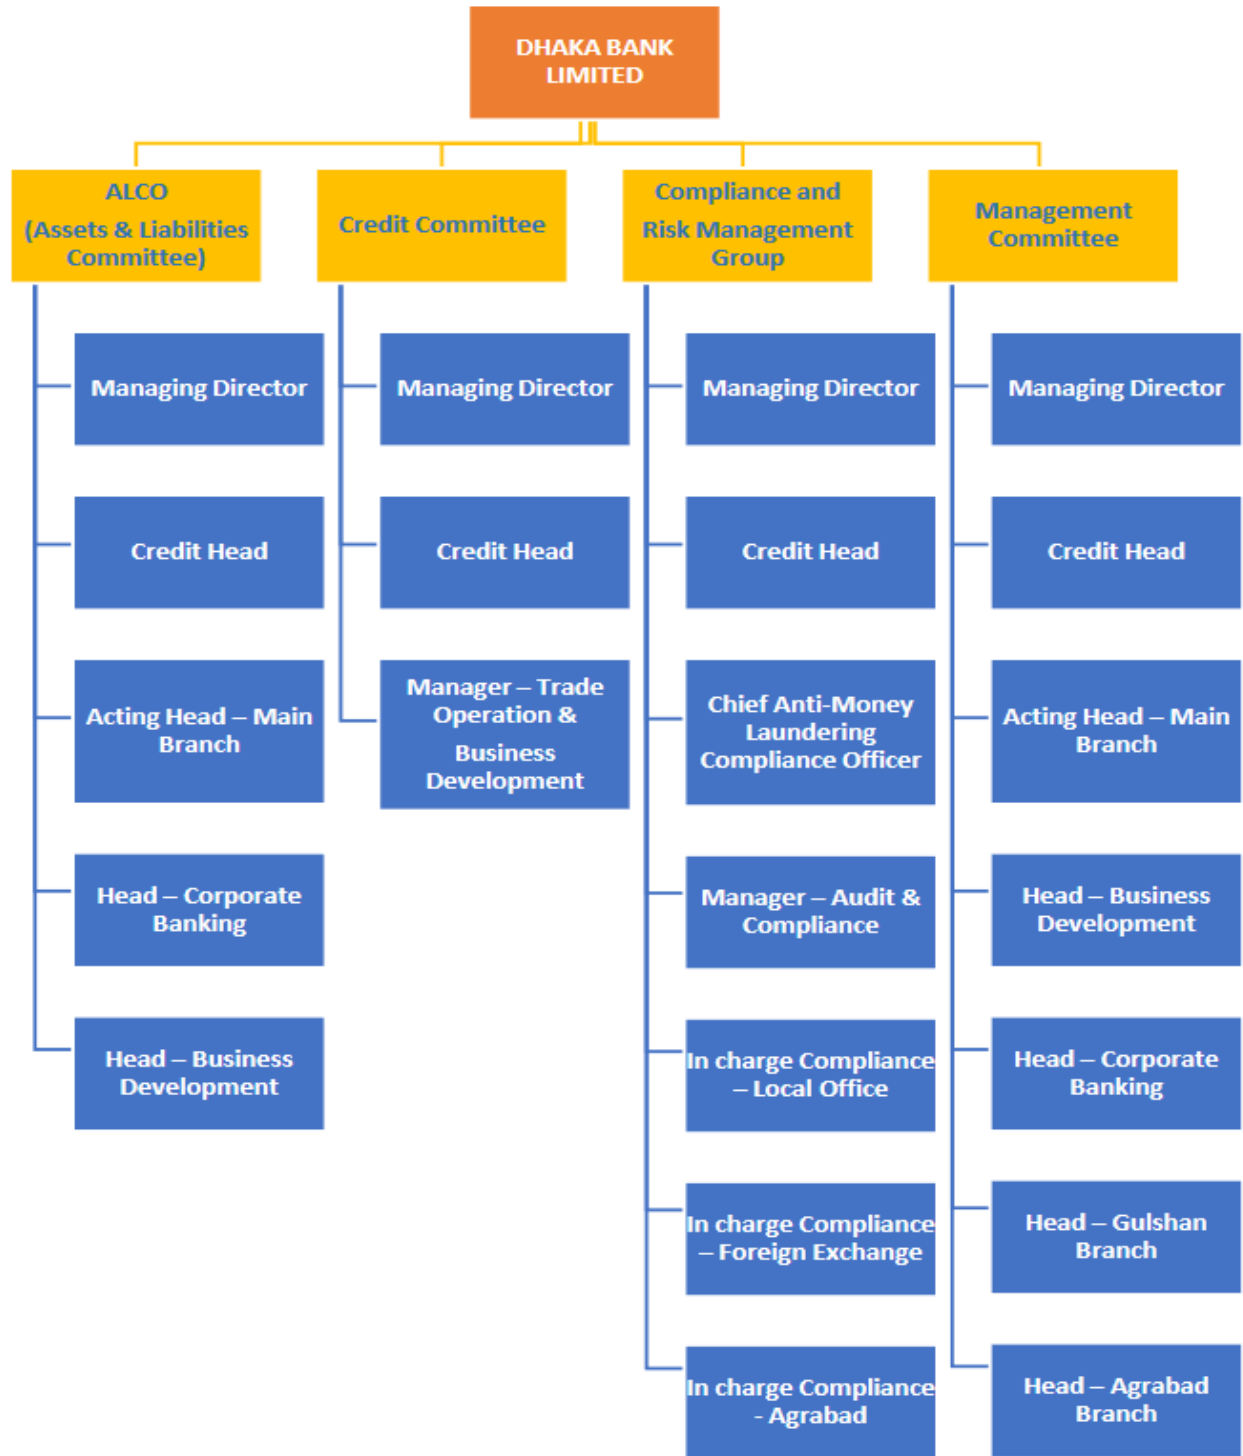 DHAKA BANK
LIMITED
ALCO
(Assets & Liabilities
Committee)
Managing Director
Credit Head
Acting Head – Main
Branch
Head – Corporate
Banking
Head – Business
Development
Credit Committee
Managing Director
Credit Head
Manager – Trade
Operation &
Business
Development
Compliance and
Risk Management
Group
Managing Director
Credit Head
Chief Anti-Money
Laundering
Compliance Officer
Manager – Audit &
Compliance
In charge Compliance
– Local Office
In charge Compliance
– Foreign Exchange
In charge Compliance
- Agrabad
Management
Committee
Managing Director
Credit Head
Acting Head – Main
Branch
Head – Business
Development
Head – Corporate
Banking
Head – Gulshan
Branch
Head – Agrabad
Branch